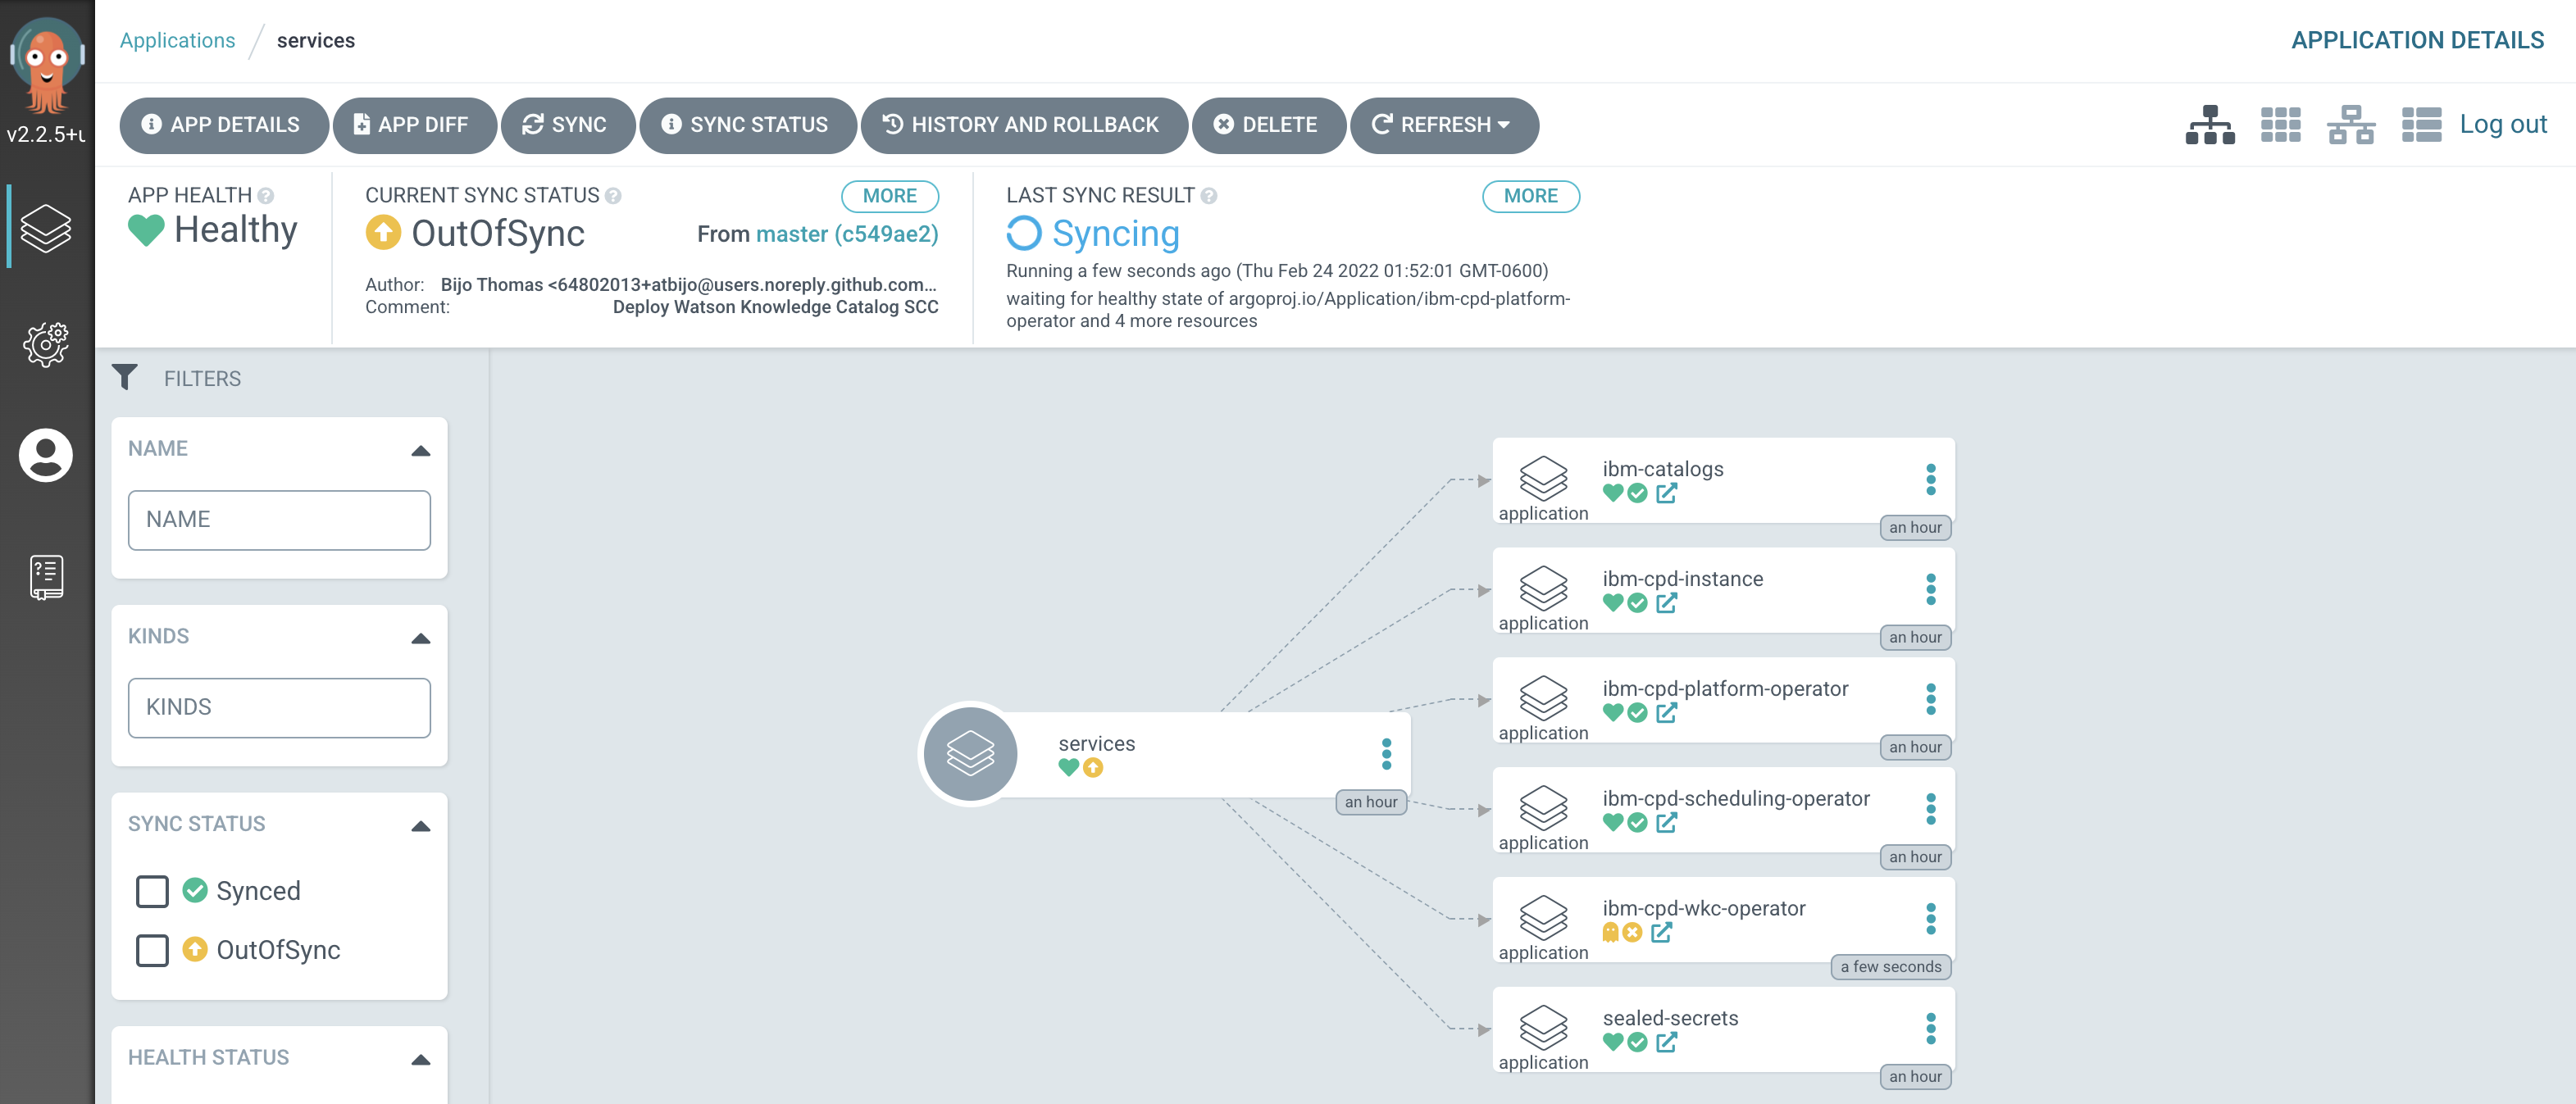 Applications / services
APPLICATION DETAILS
v2.2.5+u
APP DETAILS
APP DIFF
SYNC
SYNC STATUS
HISTORY AND ROLLBACK
DELETE
REFRESH
Log out
APP HEALTH
Healthy
CURRENT SYNC STATUS
MORE
OutOfSync
From master (c549ae2)
Author: Bijo Thomas <64802013+atbijo@users.noreply.github.com...
Comment: Deploy Watson Knowledge Catalog SCC
LAST SYNC RESULT
MORE
Syncing
Running a few seconds ago (Thu Feb 24 2022 01:52:01 GMT-0600)
waiting for healthy state of argoproj.io/Application/ibm-cpd-platform-
operator and 4 more resources
FILTERS
NAME
NAME
KINDS
KINDS
SYNC STATUS
Synced
OutOfSync
HEALTH STATUS
services
an hour
ibm-catalogs
application
an hour
ibm-cpd-instance
application
an hour
ibm-cpd-platform-operator
application
an hour
ibm-cpd-scheduling-operator
application
an hour
ibm-cpd-wkc-operator
application
a few seconds
sealed-secrets
application
an hour